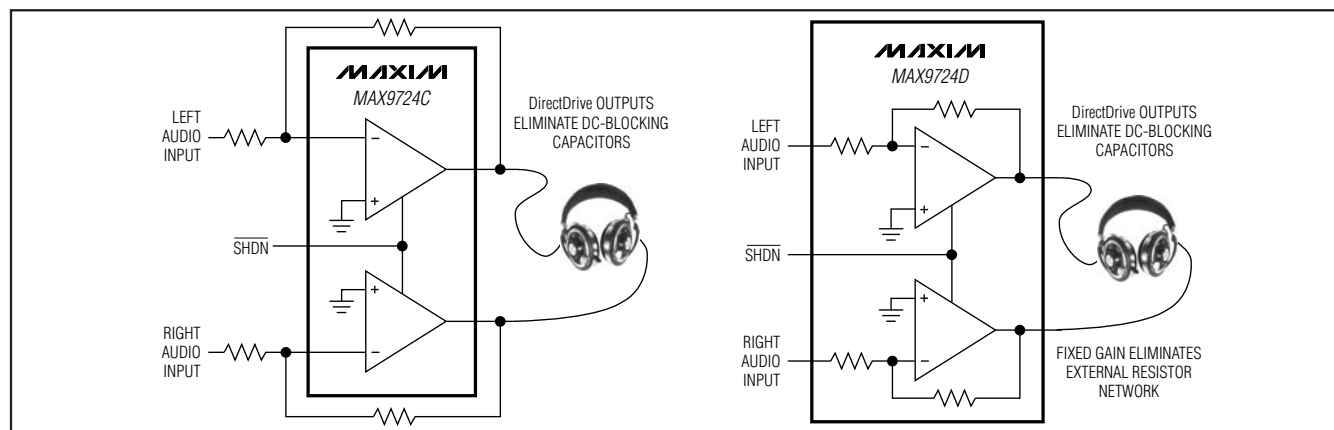 MAXIM
MAX9724C
LEFT
AUDIO
INPUT
DirectDrive OUTPUTS
ELIMINATE DC-BLOCKING
CAPACITORS
−
+
SHDN
+
−
RIGHT
AUDIO
INPUT
MAXIM
MAX9724D
LEFT
AUDIO
INPUT
DirectDrive OUTPUTS
ELIMINATE DC-BLOCKING
CAPACITORS
−
+
SHDN
+
−
RIGHT
AUDIO
INPUT
FIXED GAIN ELIMINATES
EXTERNAL RESISTOR
NETWORK